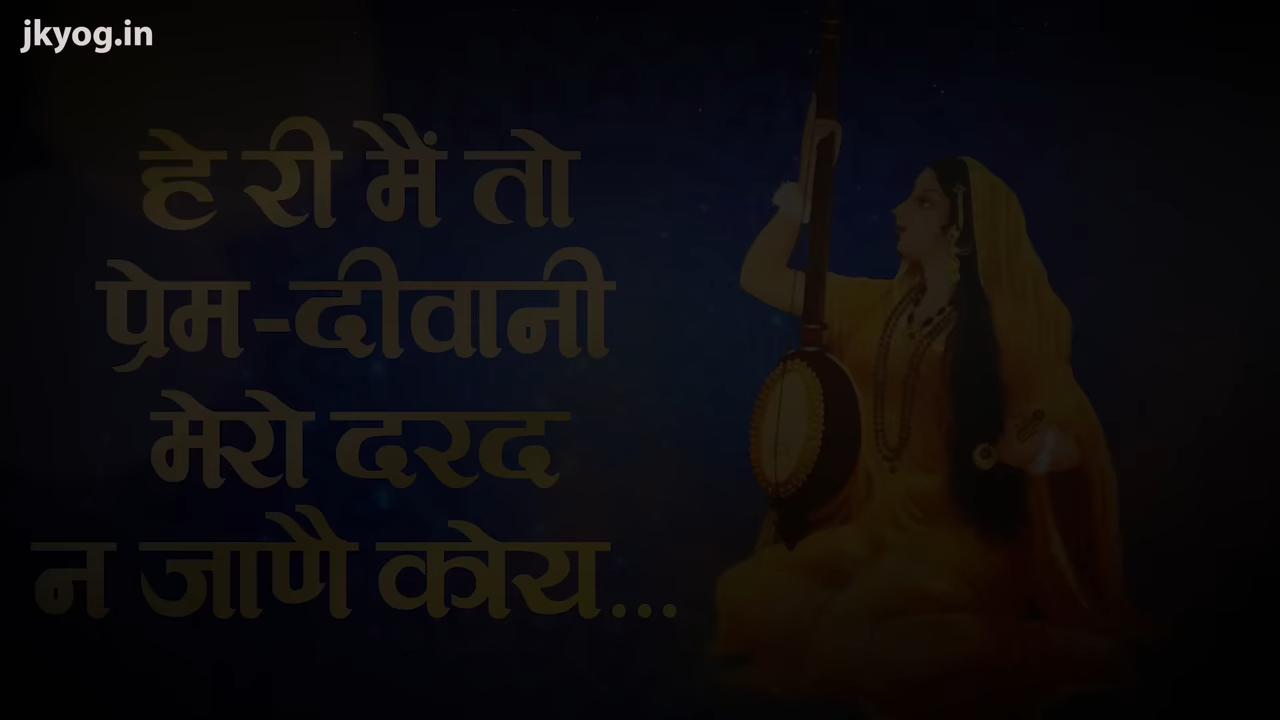 jkyog.in
हे री मैं तो
प्रेम-दीवानी
मेरो दरद
न जाणै कोय...